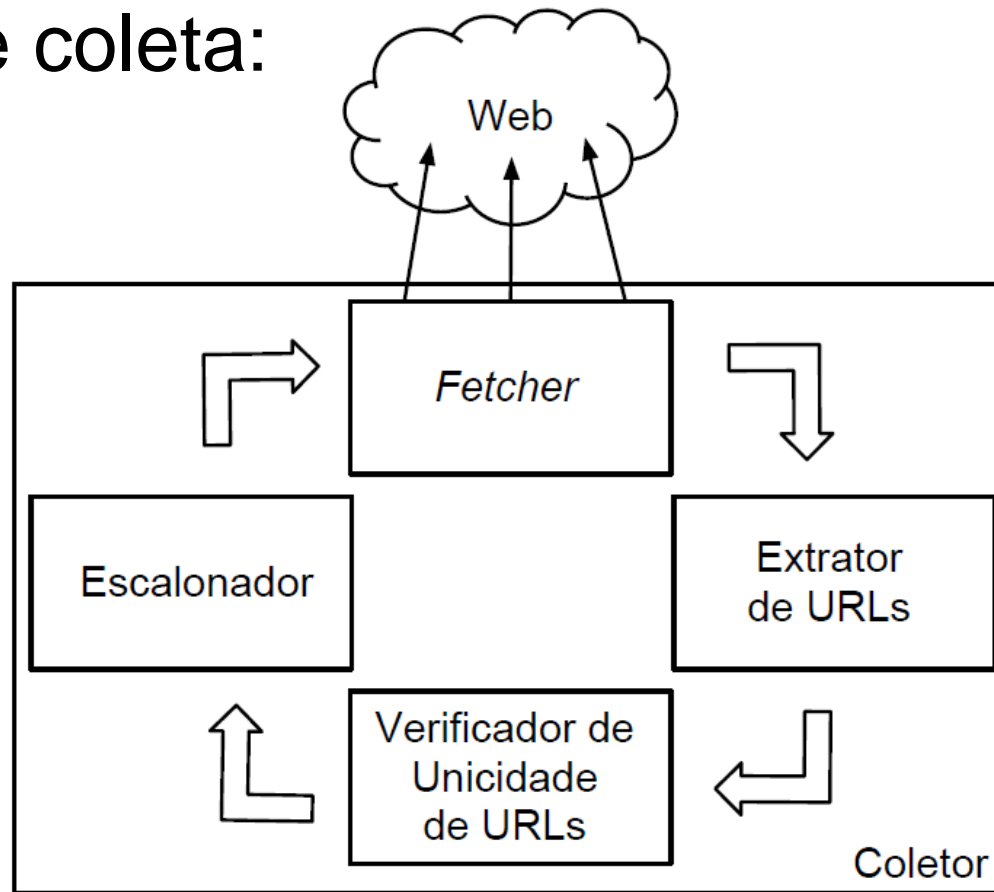 e coleta:
Web
Fetcher
Escalonador
Extrator
de URLs
Verificador de
Unicidade
de URLs
Coletor